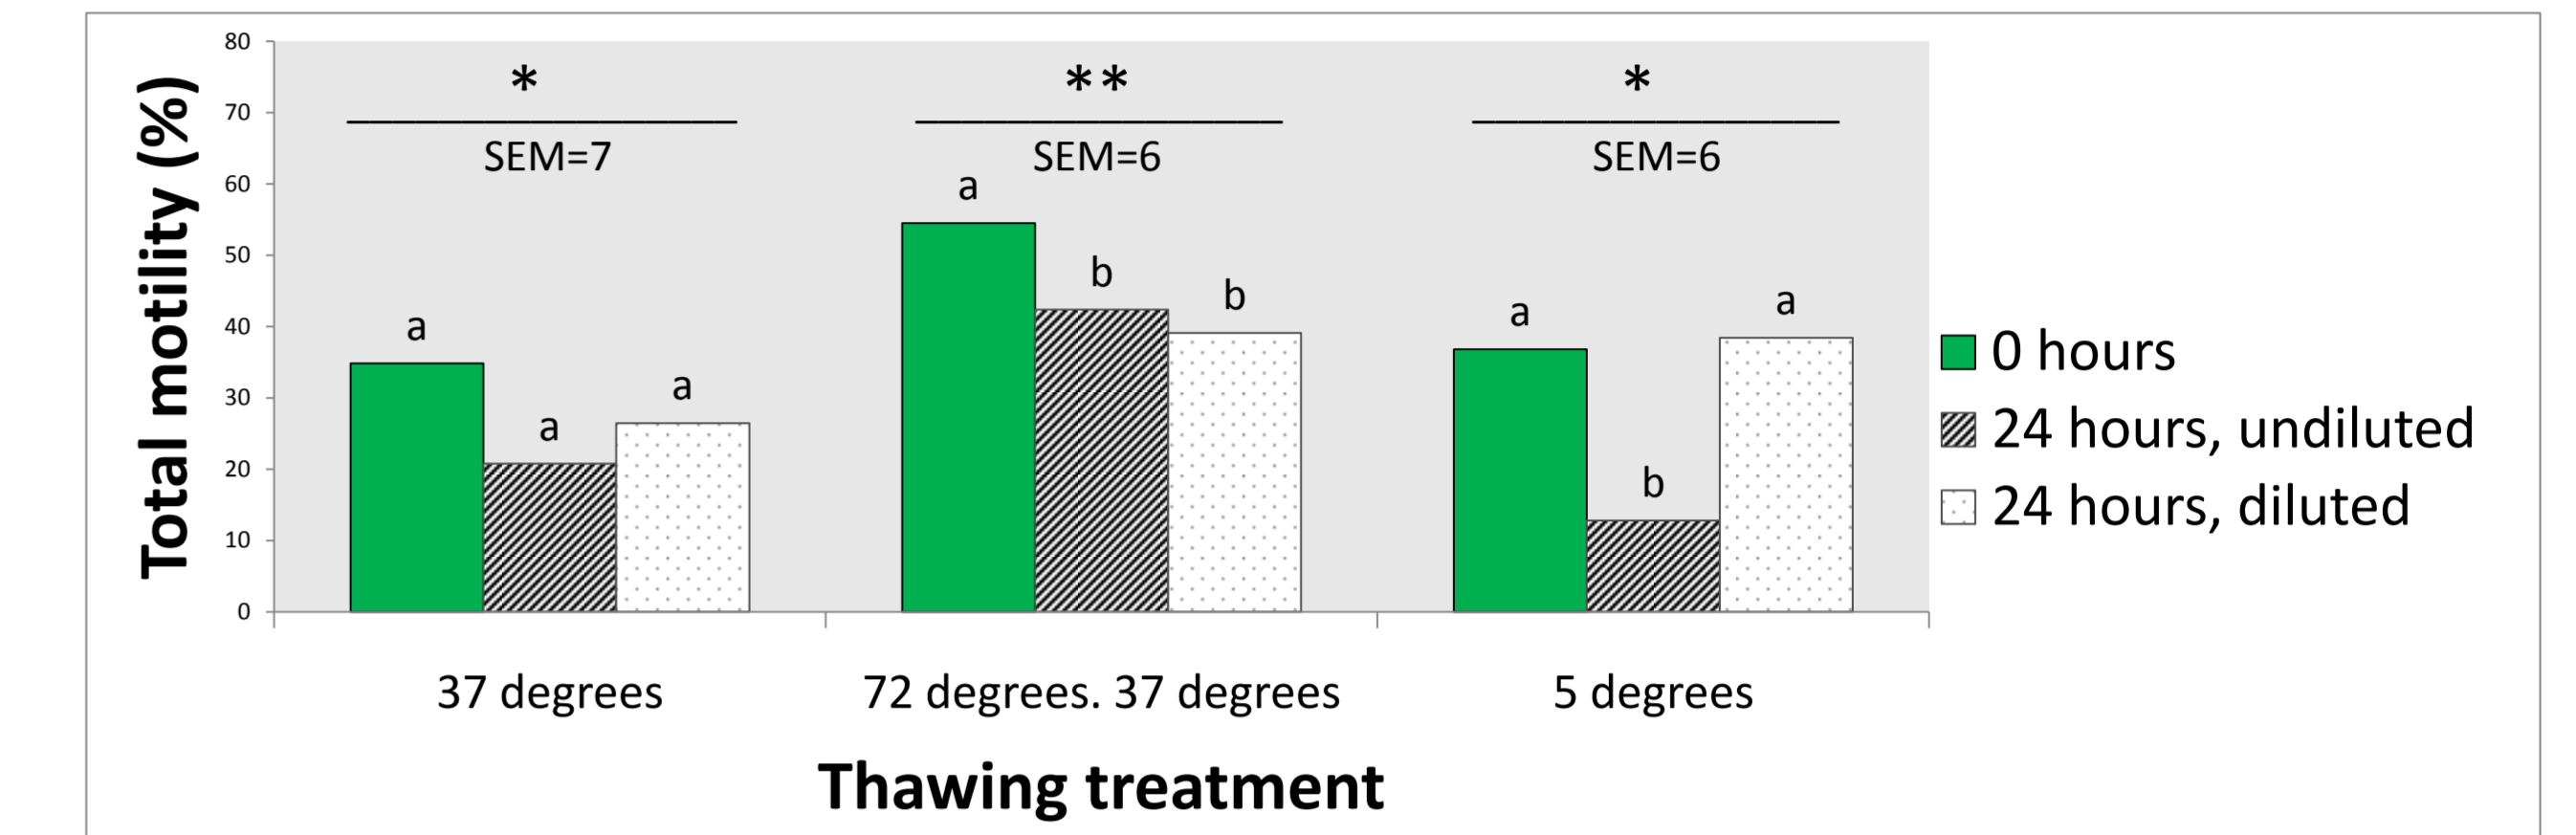 Total motility (%)
80
70
60
50
40
30
20
10
0
*
SEM=7
**
SEM=6
*
SEM=6
a
a
a
a
b
b
a
b
a
37 degrees
72 degrees. 37 degrees
5 degrees
Thawing treatment
0 hours
24 hours, undiluted
24 hours, diluted